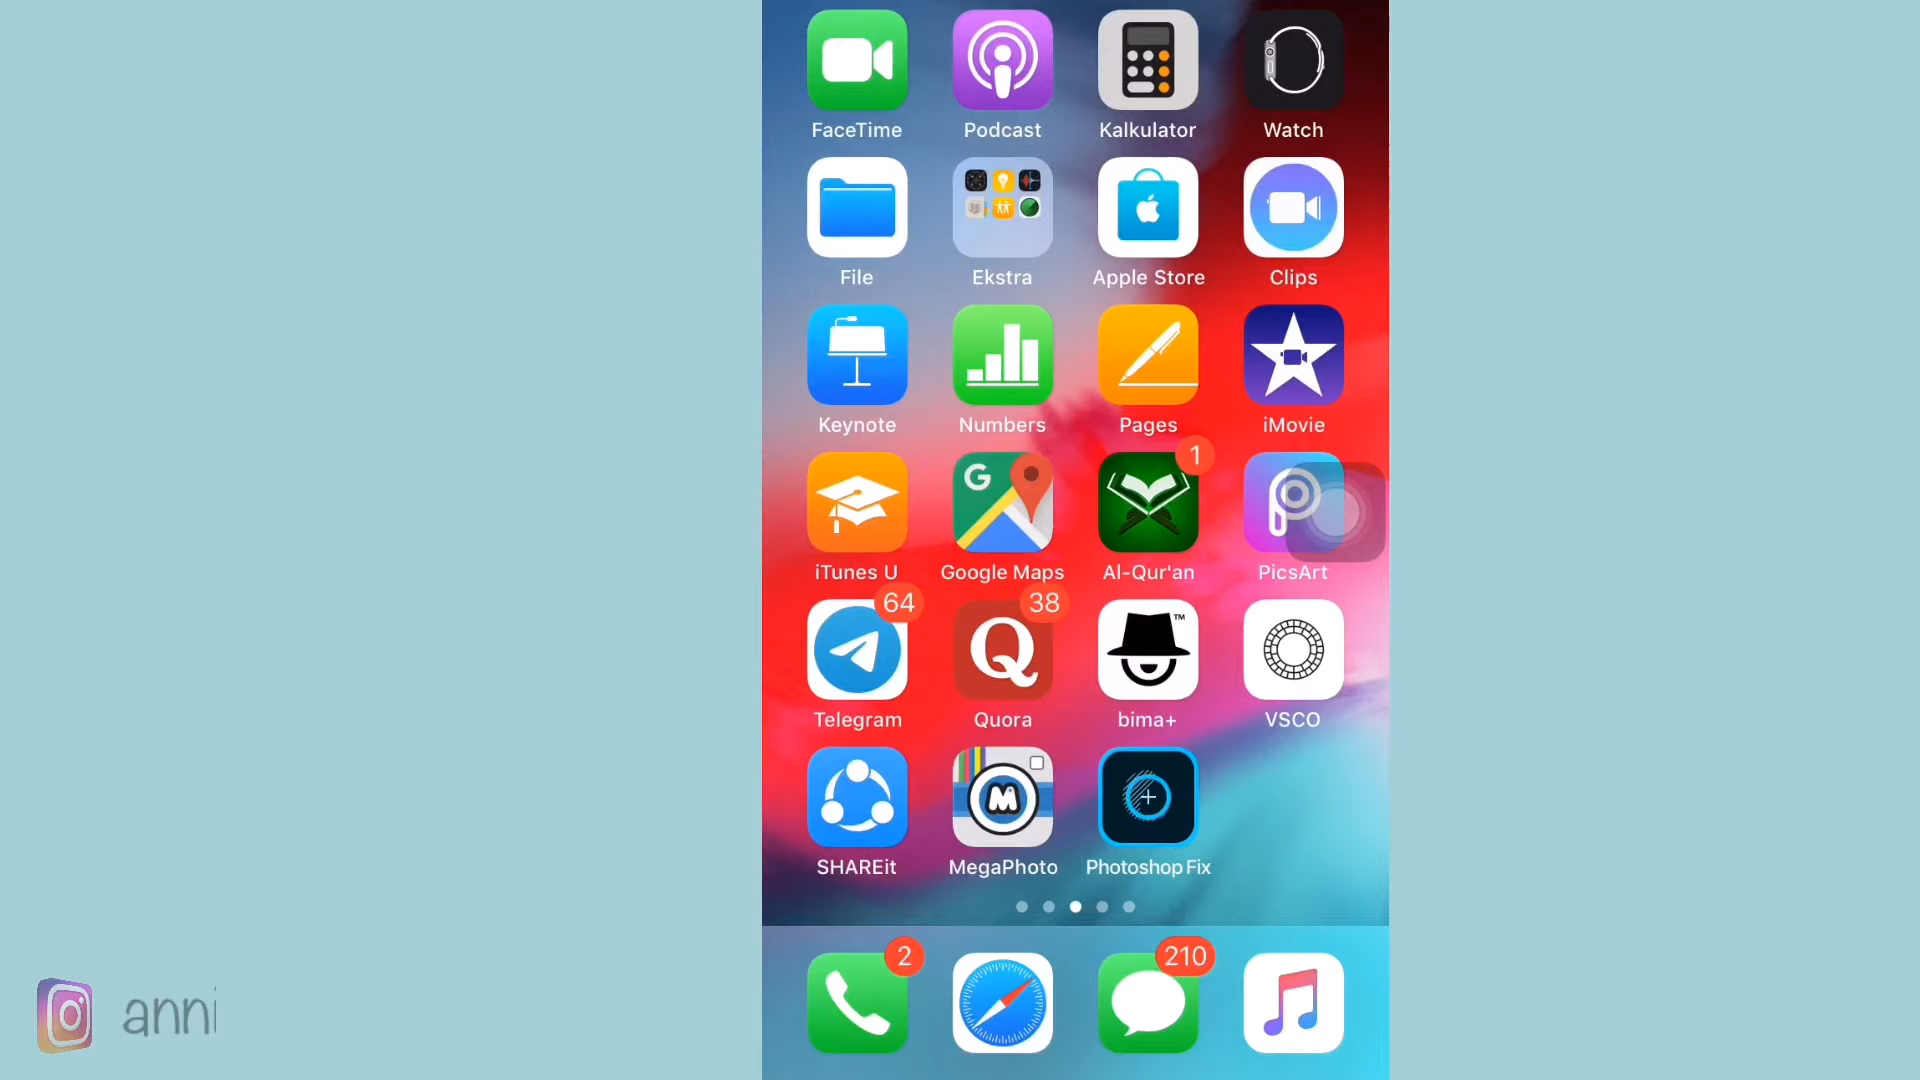 FaceTime Podcast Kalkulator Watch
File Ekstra Apple Store Clips
Keynote Numbers Pages iMovie
1
G
iTunes U Google Maps Al-Qur'an PicsArt
64 38
Q TM
Telegram Quora bima+ VSCO
M
SHAREit MegaPhoto Photoshop Fix
2 210
anni